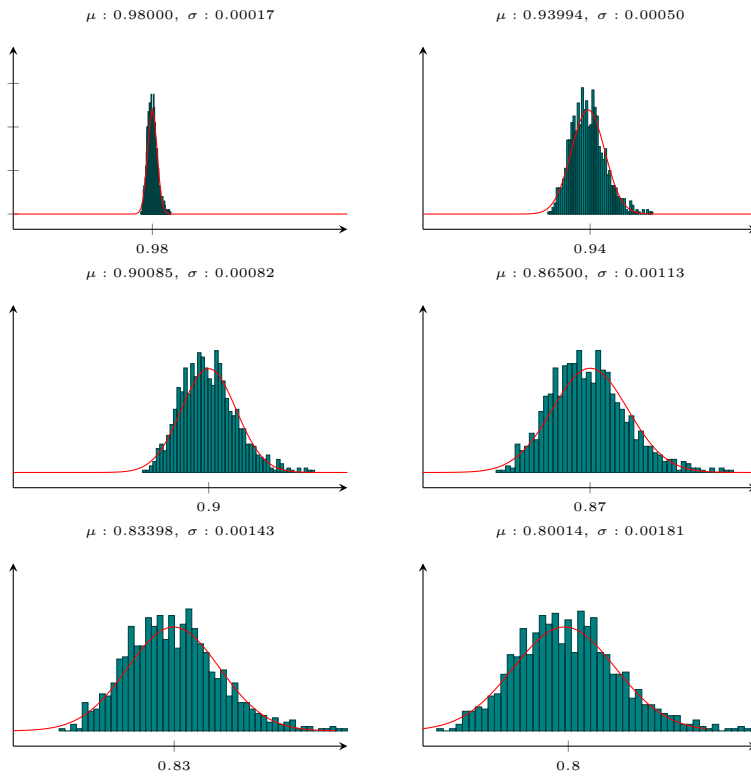 μ : 0.98000, σ : 0.00017
μ : 0.93994, σ : 0.00050
0.98
0.94
μ : 0.90085, σ : 0.00082
μ : 0.86500, σ : 0.00113
0.9
0.87
μ : 0.83398, σ : 0.00143
μ : 0.80014, σ : 0.00181
0.83
0.8